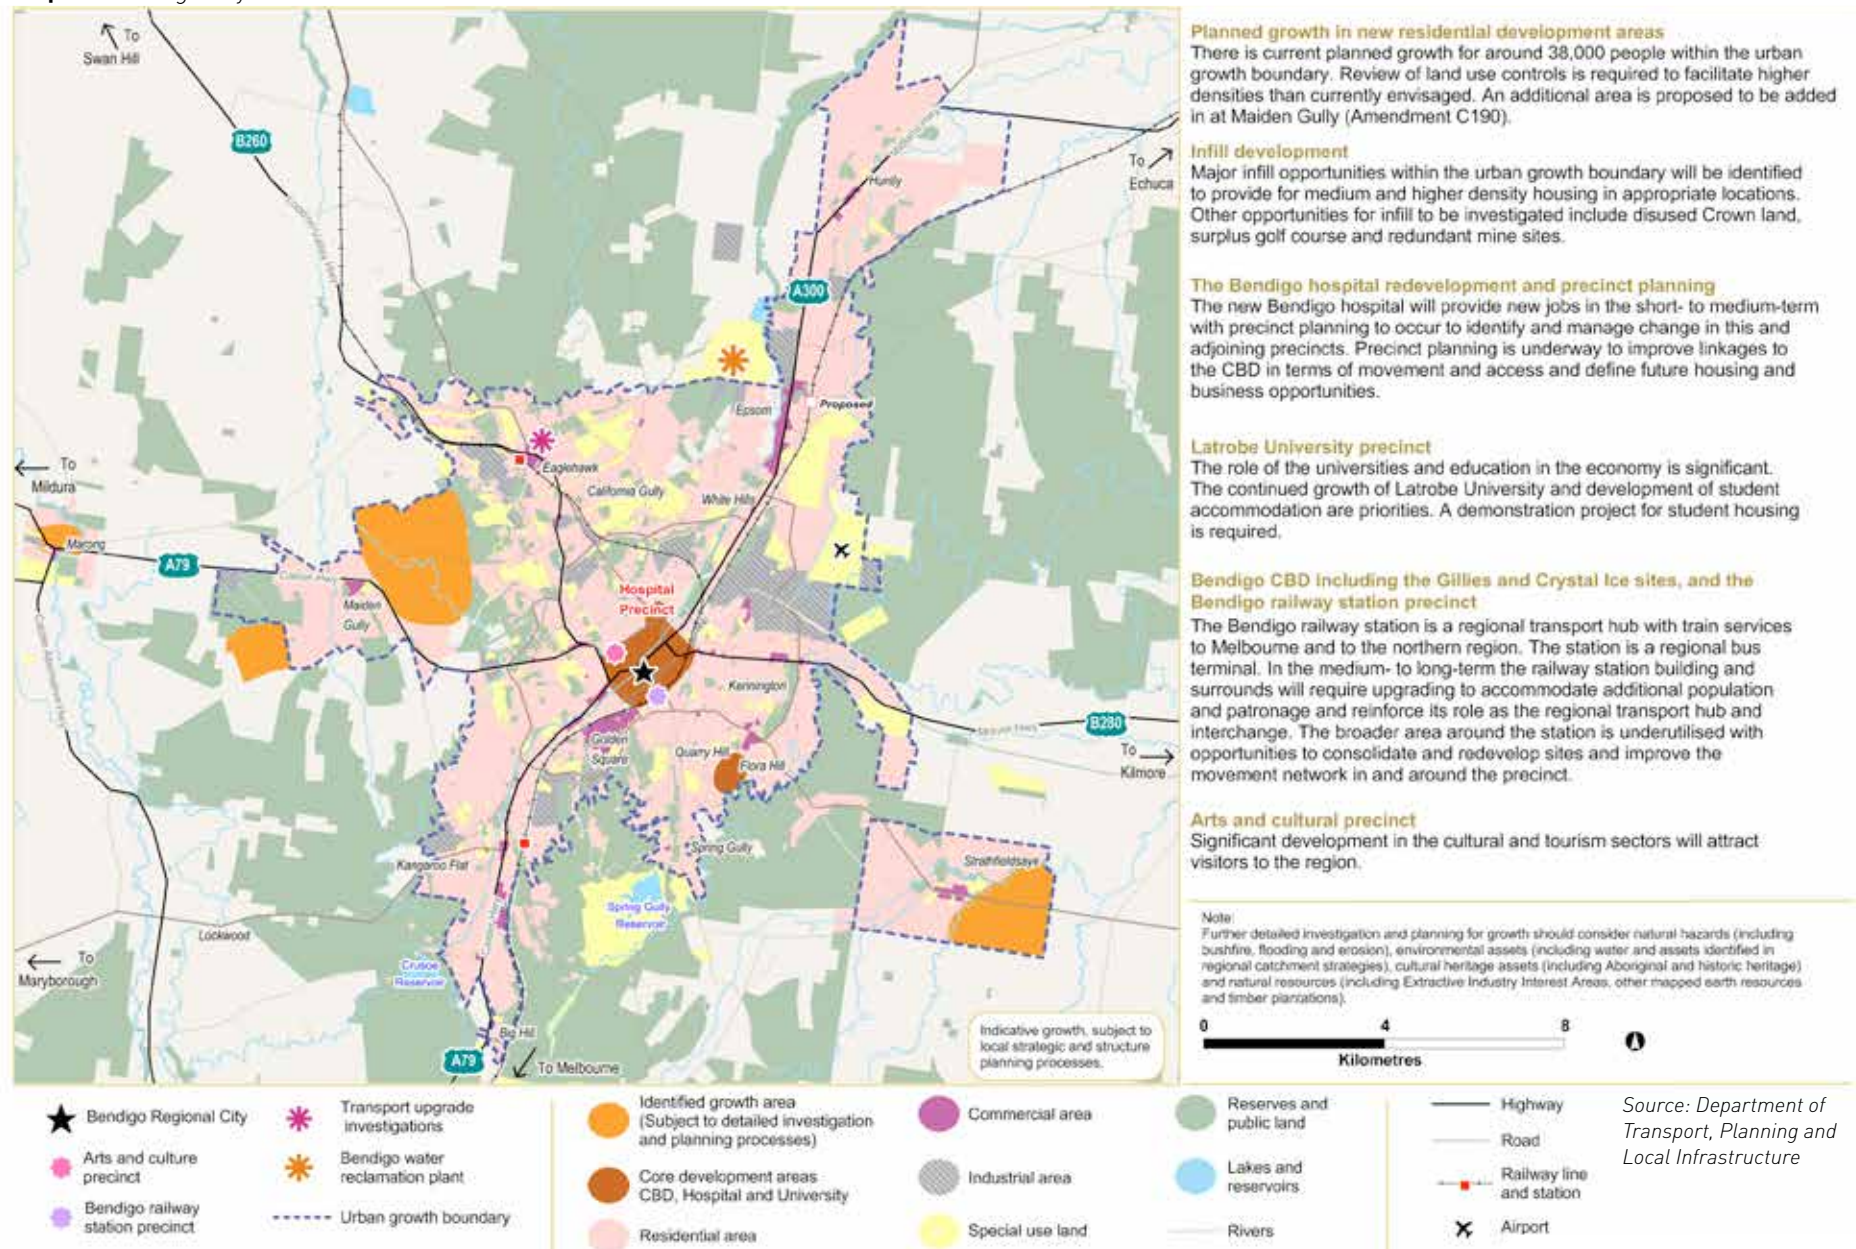 To
Swan Hill
B260
To
Echuca
Huntly
A300
Epsom
Proposed
To
Mildura
Eaglehawk
California Gully
White Hills
Marong
A79
Calder Hwy
Maiden
Gully
Hospital
Precinct
Kennington
B280
To
Kilmore
Golden
Square
Quarry Hill
Flora Hill
Spring Gully
Kangaroo Flat
Strathfieldsaye
Spring Gully
Reservoir
Lockwood
To
Maryborough
Crusoe
Reservoir
Big Hill
A79
To Melbourne
Indicative growth, subject to
local strategic and structure
planning processes.
Planned growth in new residential development areas
There is current planned growth for around 38,000 people within the urban
growth boundary. Review of land use controls is required to facilitate higher
densities than currently envisaged. An additional area is proposed to be added
in at Maiden Gully (Amendment C190).
Infill development
Major infill opportunities within the urban growth boundary will be identified
to provide for medium and higher density housing in appropriate locations.
Other opportunities for infill to be investigated include disused Crown land,
surplus golf course and redundant mine sites.
The Bendigo hospital redevelopment and precinct planning
The new Bendigo hospital will provide new jobs in the short- to medium-term
with precinct planning to occur to identify and manage change in this and
adjoining precincts. Precinct planning is underway to improve linkages to
the CBD in terms of movement and access and define future housing and
business opportunities.
Latrobe University precinct
The role of the universities and education in the economy is significant.
The continued growth of Latrobe University and development of student
accommodation are priorities. A demonstration project for student housing
is required.
Bendigo CBD including the Gillies and Crystal Ice sites, and the
Bendigo railway station precinct
The Bendigo railway station is a regional transport hub with train services
to Melbourne and to the northern region. The station is a regional bus
terminal. In the medium- to long-term the railway station building and
surrounds will require upgrading to accommodate additional population
and patronage and reinforce its role as the regional transport hub and
interchange. The broader area around the station is underutilised with
opportunities to consolidate and redevelop sites and improve the
movement network in and around the precinct.
Arts and cultural precinct
Significant development in the cultural and tourism sectors will attract
visitors to the region.
Note:
Further detailed investigation and planning for growth should consider natural hazards (including
bushfire, flooding and erosion), environmental assets (including water and assets identified in
regional catchment strategies), cultural heritage assets (including Aboriginal and historic heritage)
and natural resources (including Extractive Industry Interest Areas, other mapped earth resources
and timber plantations).
0 4 8
Kilometres
Bendigo Regional City
Arts and culture
precinct
Bendigo railway
station precinct
Transport upgrade
investigations
Bendigo water
reclamation plant
Urban growth boundary
Identified growth area
(Subject to detailed investigation
and planning processes)
Core development areas
CBD, Hospital and University
Residential area
Commercial area
Industrial area
Special use land
Reserves and
public land
Lakes and
reservoirs
Rivers
Highway
Road
Railway line
and station
Airport
Source: Department of
Transport, Planning and
Local Infrastructure